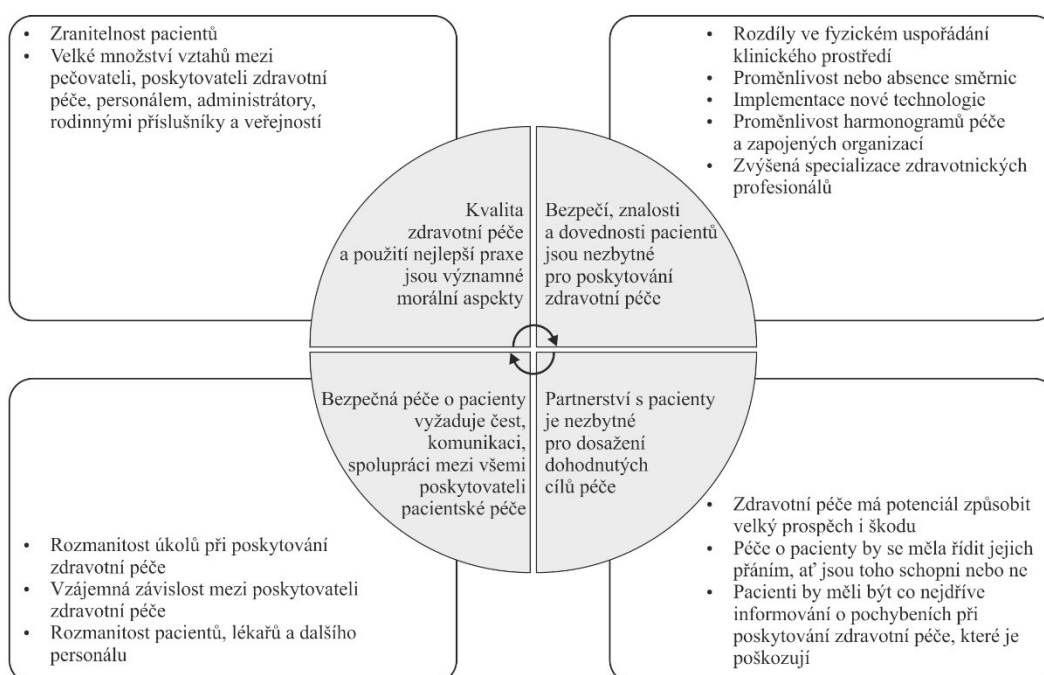 • Zranitelnost pacientů
• Velké množství vztahů mezi
pečovateli, poskytovateli zdravotní
péče, personálem, administrátory,
rodinnými příslušníky a veřejností
• Rozdíly ve fyzickém uspořádání
klinického prostředí
• Proměnlivost nebo absence směrnic
• Implementace nové technologie
• Proměnlivost harmonogramů péče
a zapojených organizací
• Zvýšená specializace zdravotnických
profesionálů
Kvalita
zdravotní péče
a použití nejlepší praxe
jsou významné
morální aspekty
Bezpečí, znalosti
a dovednosti pacientů
jsou nezbytné
pro poskytování
zdravotní péče
Bezpečná péče o pacienty
vyžaduje čest,
komunikaci,
spolupráci mezi všemi
poskytovateli
pacientské péče
Partnerství s pacienty
je nezbytné
pro dosažení
dohodnutých
cílů péče
• Rozmanitost úkolů při poskytování
zdravotní péče
• Vzájemná závislost mezi poskytovateli
zdravotní péče
• Rozmanitost pacientů, lékařů a dalšího
personálu
• Zdravotní péče má potenciál způsobit
velký prospěch i škodu
• Péče o pacienty by se měla řídit jejich
přáním, ať jsou toho schopni nebo ne
• Pacienti by měli být co nejdříve
informování o pochybeních při
poskytování zdravotní péče, které je
poškozují